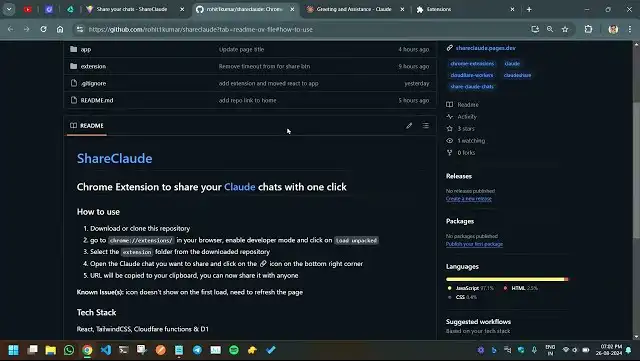 Share your chats - ShareClaude
rohit1kumar/shareclaude: Chrome
Greeting and Assistance - Claude
Extensions
https://github.com/rohit1kumar/shareclaude?tab=readme-ov-file#how-to-use
app Update page title 4 hours ago
extension Remove timeout from for share btn 9 hours ago
.gitignore add extension and moved react to app yesterday
README.md add repo link to home 5 hours ago
README
ShareClaude
Chrome Extension to share your Claude chats with one click
How to use
1. Download or clone this repository
2. go to chrome://extensions/ in your browser, enable developer mode and click on Load unpacked
3. Select the extension folder from the downloaded repository
4. Open the Claude chat you want to share and click on the icon on the bottom right corner
5. URL will be copied to your clipboard, you can now share it with anyone
Known Issue(s): icon doesn't show on the first load, need to refresh the page
Tech Stack
React, TailwindCSS, Cloudfare functions & D1
shareclaude.pages.dev
chrome-extensions claude
cloudflare-workers claudeshare
share-claude-chats
Readme
Activity
3 stars
1 watching
0 forks
Releases
No releases published
Create a new release
Packages
No packages published
Publish your first package
Languages
JavaScript 97.1% HTML 2.5%
CSS 0.4%
Suggested workflows
Based on your tech stack
ENG
IN
07:02 PM
26-08-2024